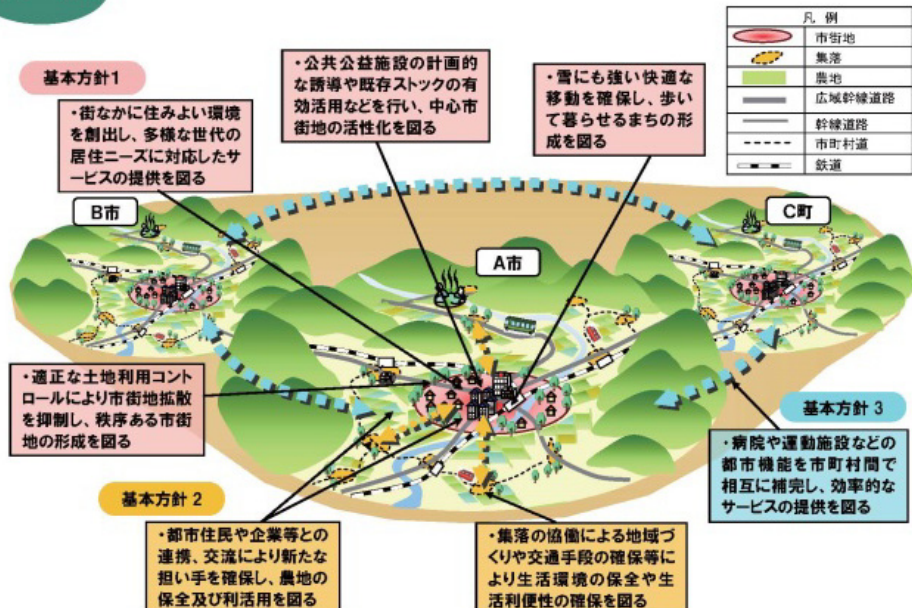 凡 例
市街地
集落
農地
広域幹線道路
幹線道路
市町村道
鉄道
基本方針1
・街なかに住みよい環境
を創出し、多様な世代の
居住ニーズに対応したサ
ービスの提供を図る
・公共公益施設の計画的
な誘導や既存ストックの有
効活用などを行い、中心市
街地の活性化を図る
・雪にも強い快適な
移動を確保し、歩い
て暮らせるまちの形
成を図る
B市
A市
C町
・適正な土地利用コント
ロールにより市街地拡散
を抑制し、秩序ある市街
地の形成を図る
基本方針 2
・都市住民や企業等との
連携、交流により新たな
担い手を確保し、農地の
保全及び利活用を図る
・集落の協働による地域づ
くりや交通手段の確保等
により生活環境の保全や生
活利便性の確保を図る
基本方針 3
・病院や運動施設などの
都市機能を市町村間で
相互に補完し、効率的な
サービスの提供を図る